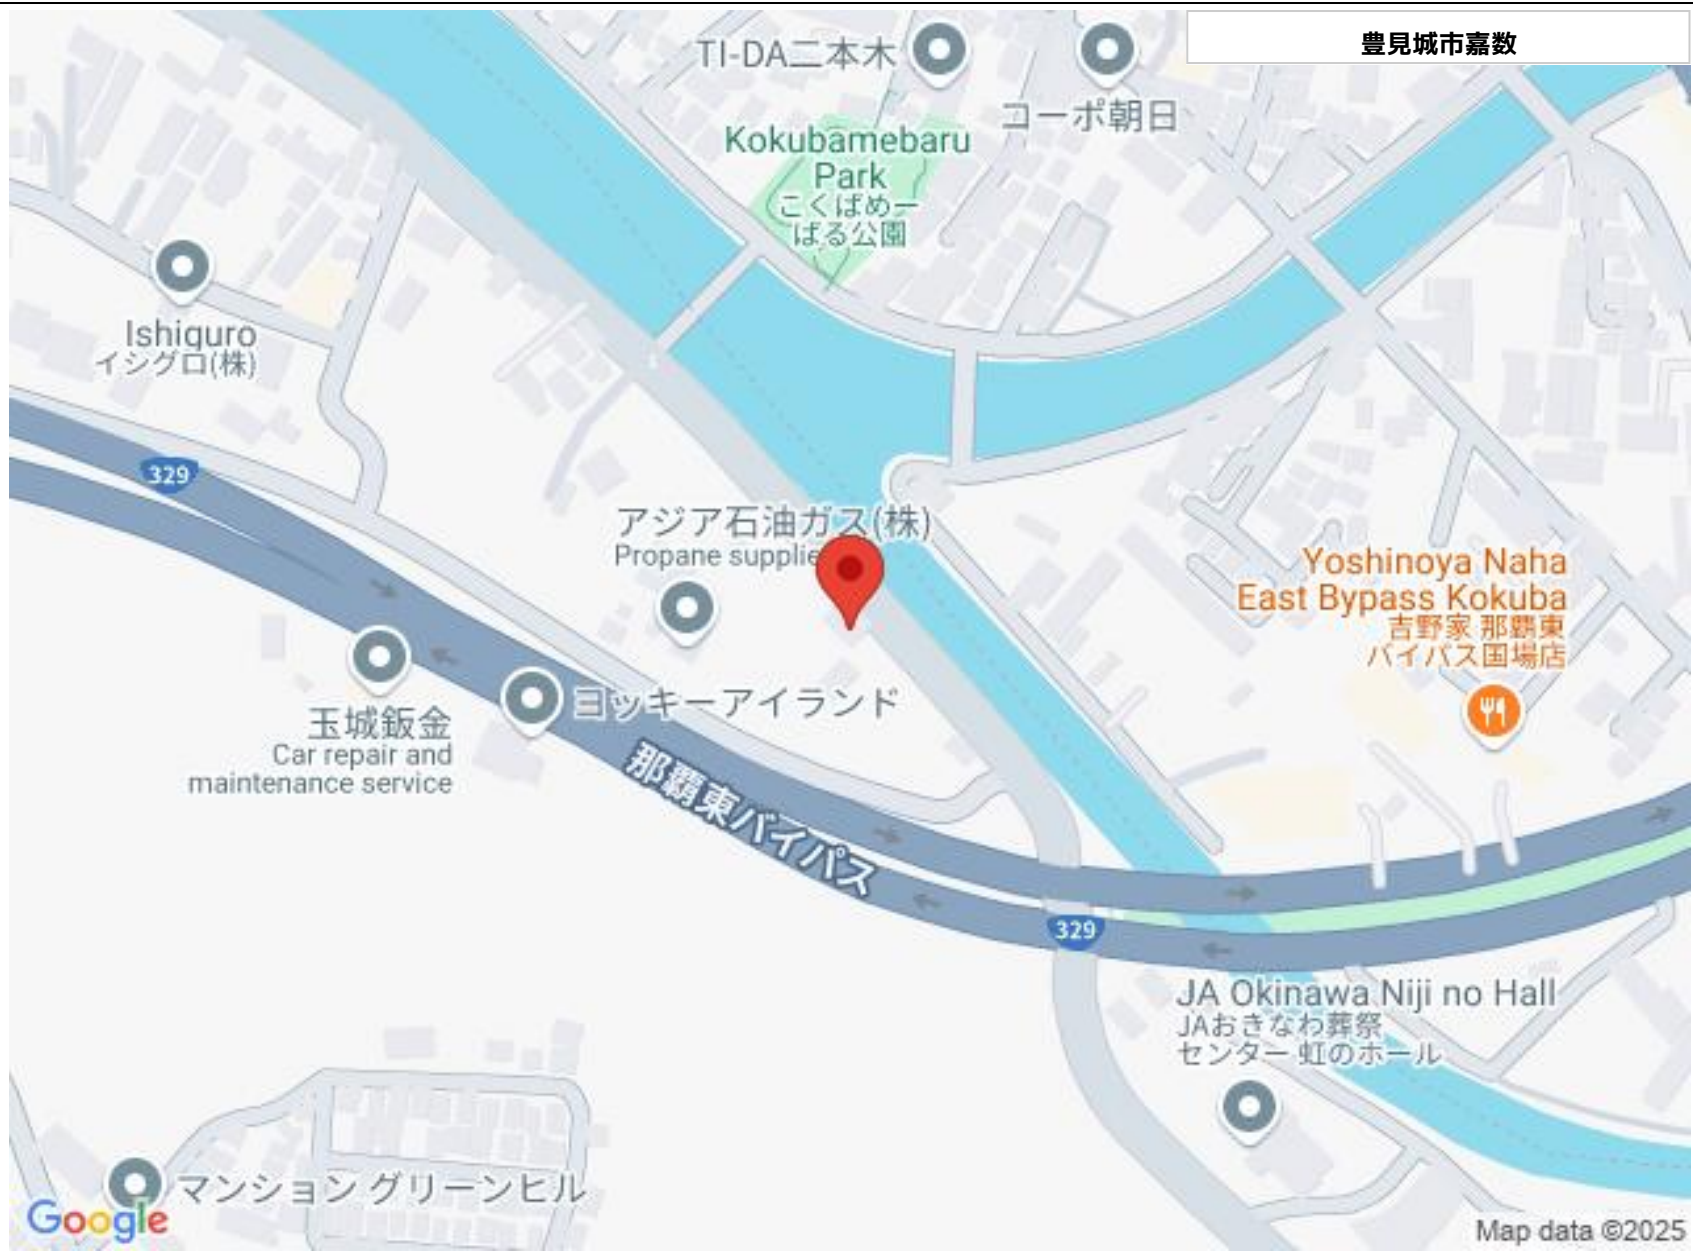 豊見城市嘉数
TI-DA二本木
コーポ朝日
Kokubamebaru
Park
こくばめー
ばる公園
Ishiguro
イシグロ(株)
329
アジア石油ガス(株)
Propane supplie
Yoshinoya Naha
East Bypass Kokuba
吉野家 那覇東
バイパス国場店
ヨッキーアイランド
玉城鈑金
Car repair and
maintenance service
那覇東バイパス
329
JA Okinawa Niji no Hall
JAおきなわ葬祭
センター 虹のホール
マンション グリーンヒル
Google
Map data ©2025